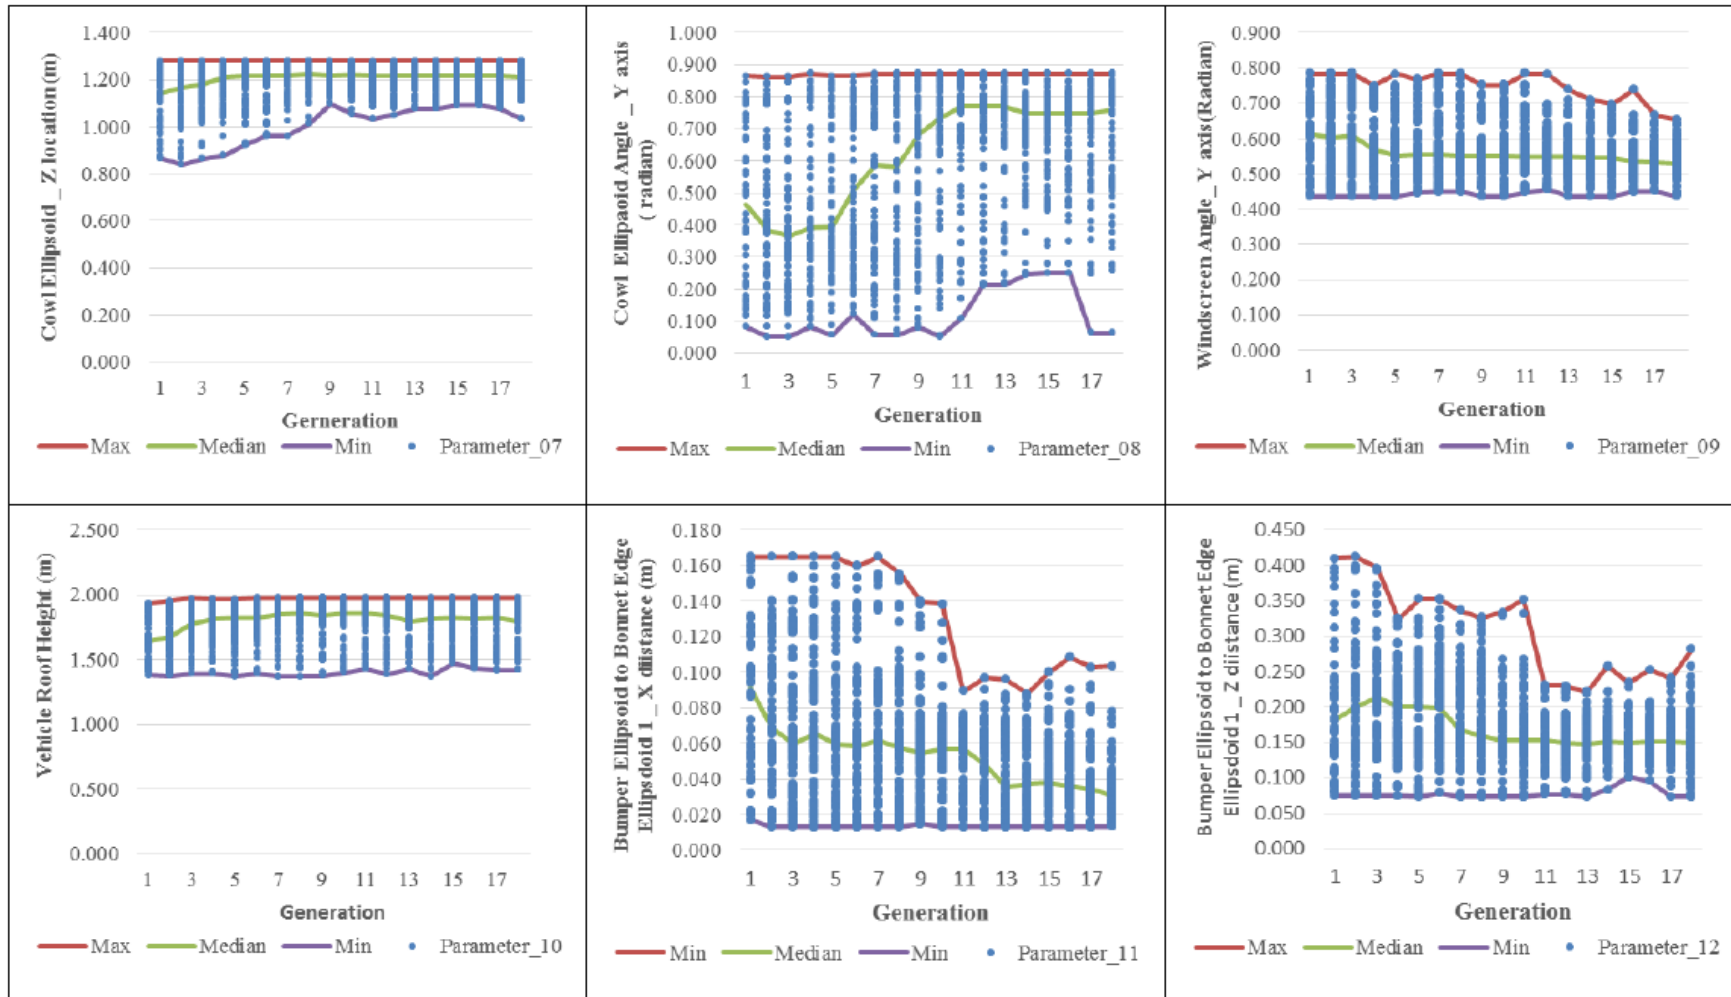 Cowl Ellipsoid _ Z location (m)
1.400
1.200
1.000
0.800
0.600
0.400
0.200
0.000
1 3 5 7 9 11 13 15 17
Gerneration
Max Median Min Parameter_07
Cowl Ellipaoid Angle _ Y axis
( radian)
1.000
0.900
0.800
0.700
0.600
0.500
0.400
0.300
0.200
0.100
0.000
1 3 5 7 9 11 13 15 17
Generation
Max Median Min Parameter_08
Windscreen Angle _ Y axis(Radian)
0.900
0.800
0.700
0.600
0.500
0.400
0.300
0.200
0.100
0.000
1 3 5 7 9 11 13 15 17
Generation
Max Median Min Parameter_09
Vehicle Roof Height (m)
2.500
2.000
1.500
1.000
0.500
0.000
1 3 5 7 9 11 13 15 17
Generation
Max Median Min Parameter_10
Bumper Ellipsoid to Bonnet Edge
Ellipsdoid 1 _ X diistance (m)
0.180
0.160
0.140
0.120
0.100
0.080
0.060
0.040
0.020
0.000
1 3 5 7 9 11 13 15 17
Generation
Min Median Min Parameter_11
Bumper Ellipsoid to Bonnet Edge
Ellipsdoid 1 _ Z diistance (m)
0.450
0.400
0.350
0.300
0.250
0.200
0.150
0.100
0.050
0.000
1 3 5 7 9 11 13 15 17
Generation
Max Median Min Parameter_12